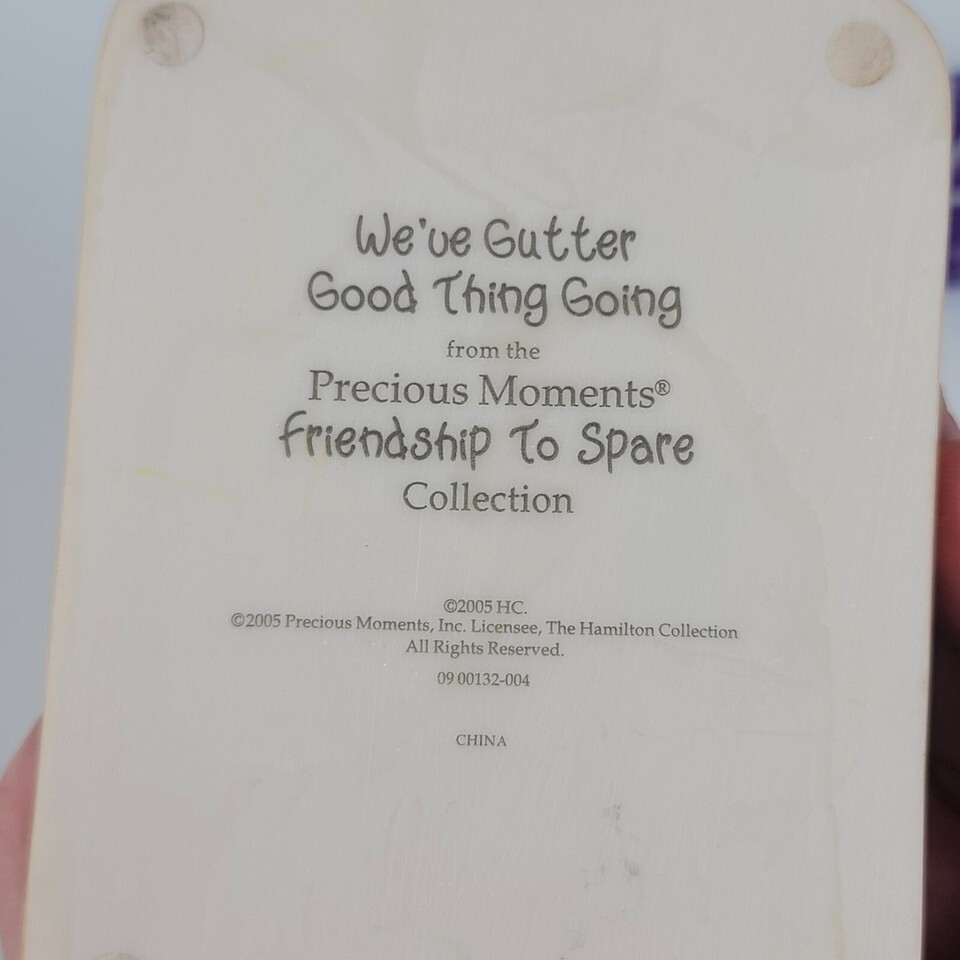 We've Gutter
Good Thing Going
from the
Precious Moments®
Friendship To Spare
Collection
©2005 HC.
©2005 Precious Moments, Inc. Licensee, The Hamilton Collection
All Rights Reserved.
09 00132-004
CHINA